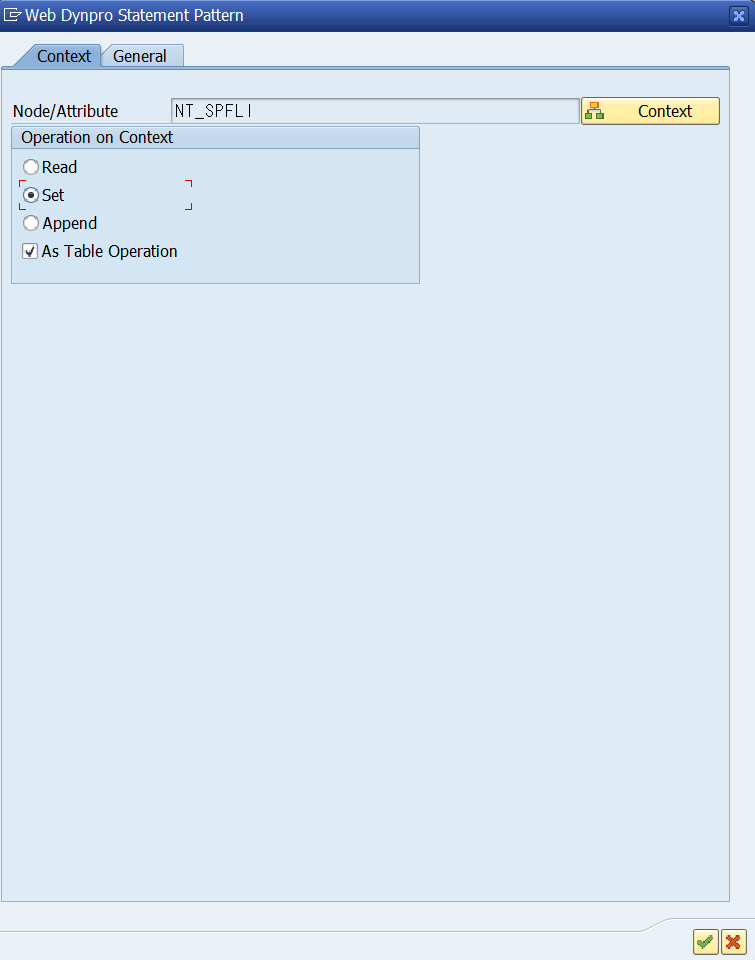 Web Dynpro Statement Pattern
Context General
Node/Attribute NT_SPFLI Context
Operation on Context
Read
Set
Append
As Table Operation